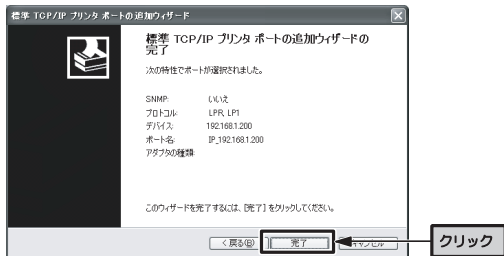 標準 TCP/IP プリンタ ポートの追加ウィザード
標準 TCP/IP プリンタ ポートの追加ウィザードの
完了
次の特性でポートが選択されました。
SNMP: いいえ
プロトコル: LPR, LP1
デバイス: 192.168.1.200
ポート名: IP_192.168.1.200
アダプタの種類:
このウィザードを完了するには、[完了] をクリックしてください。
< 戻る(B)
完了
キャンセル
クリック